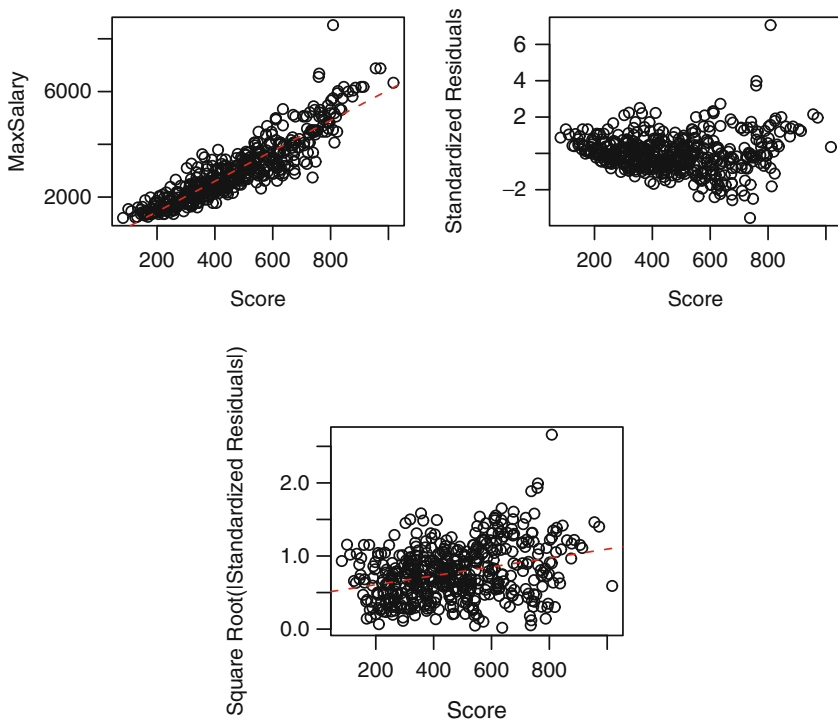 MaxSalary
6000
2000
200 400 600 800
Score
Standardized Residuals
6
4
2
−2
200 400 600 800
Score
Square Root(|Standardized Residuals|)
2.0
1.0
0.0
200 400 600 800
Score